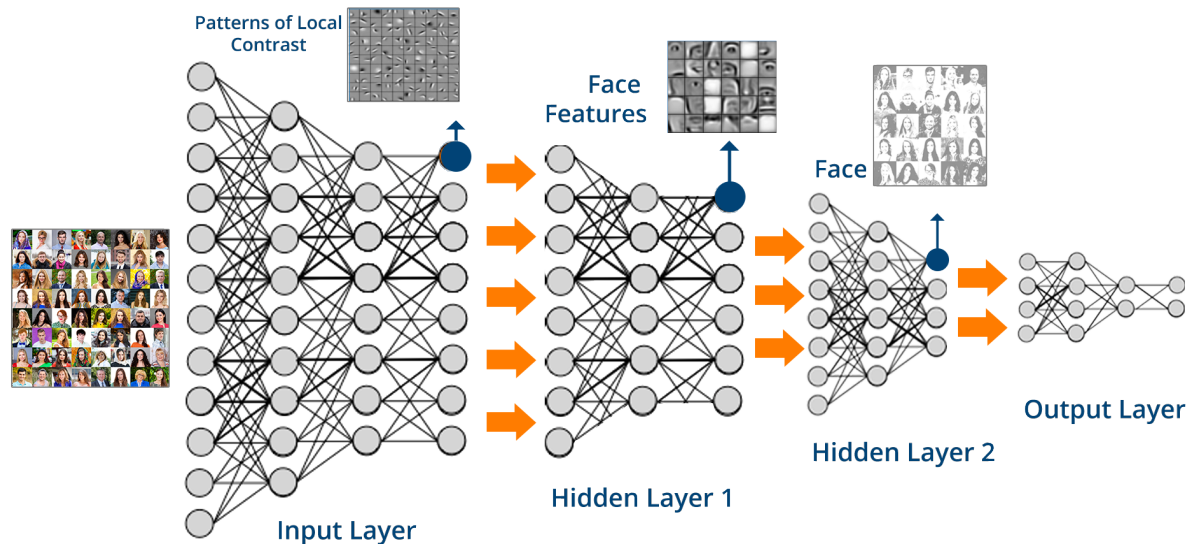 Patterns of Local
Contrast
Face
Features
Face
Input Layer
Hidden Layer 1
Hidden Layer 2
Output Layer